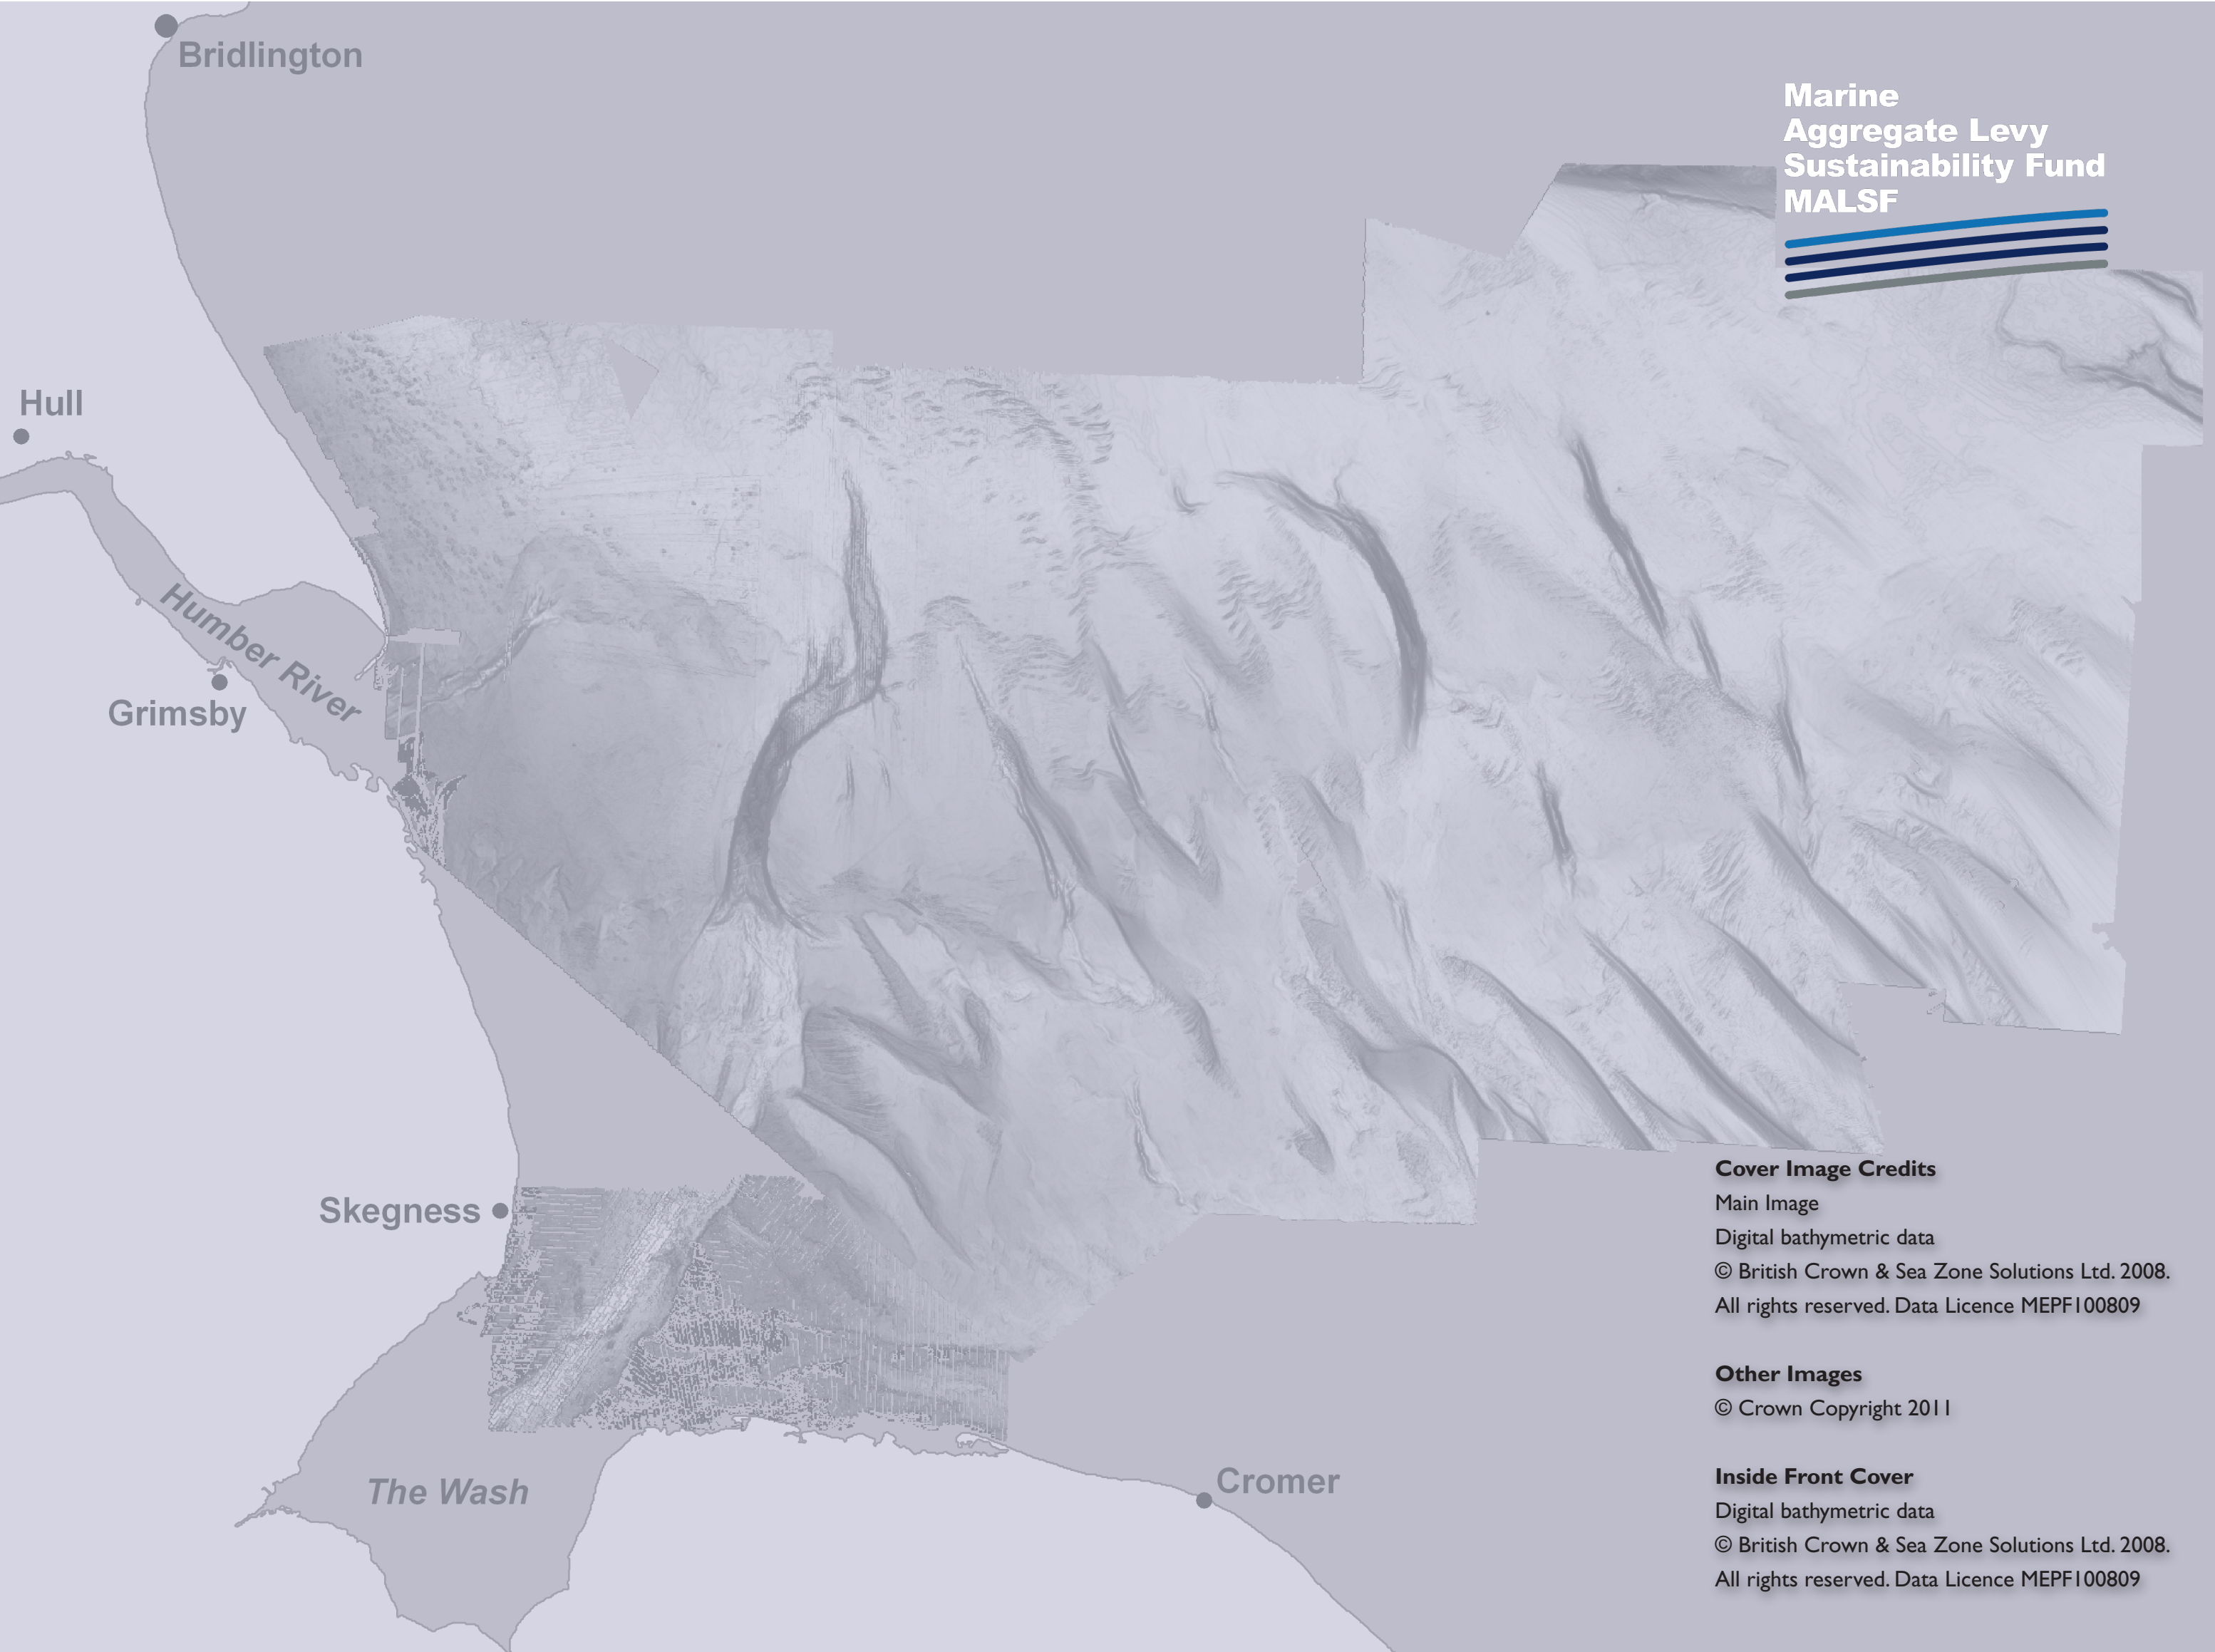 Bridlington
Marine
Aggregate Levy
Sustainability Fund
MALSF
Hull
Humber River
Grimsby
Skegness
The Wash
Cromer
Cover Image Credits
Main Image
Digital bathymetric data
© British Crown & Sea Zone Solutions Ltd. 2008.
All rights reserved. Data Licence MEPF100809
Other Images
© Crown Copyright 2011
Inside Front Cover
Digital bathymetric data
© British Crown & Sea Zone Solutions Ltd. 2008.
All rights reserved. Data Licence MEPF100809